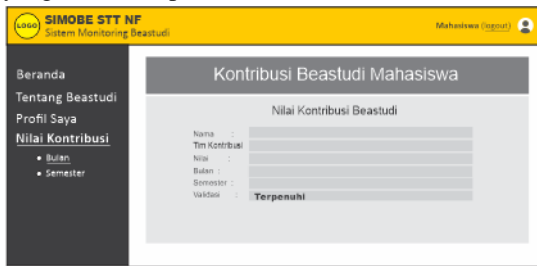 LOGO
SIMOBE STT NF
Sistem Monitoring Beastudi
Mahasiswa (logout)
Beranda
Tentang Beastudi
Profil Saya
Nilai Kontribusi
• Bulan
• Semester
Kontribusi Beastudi Mahasiswa
Nilai Kontribusi Beastudi
Nama :
Tim Kontribusi
Nilai :
Bulan :
Semester :
Validasi : Terpenuhi